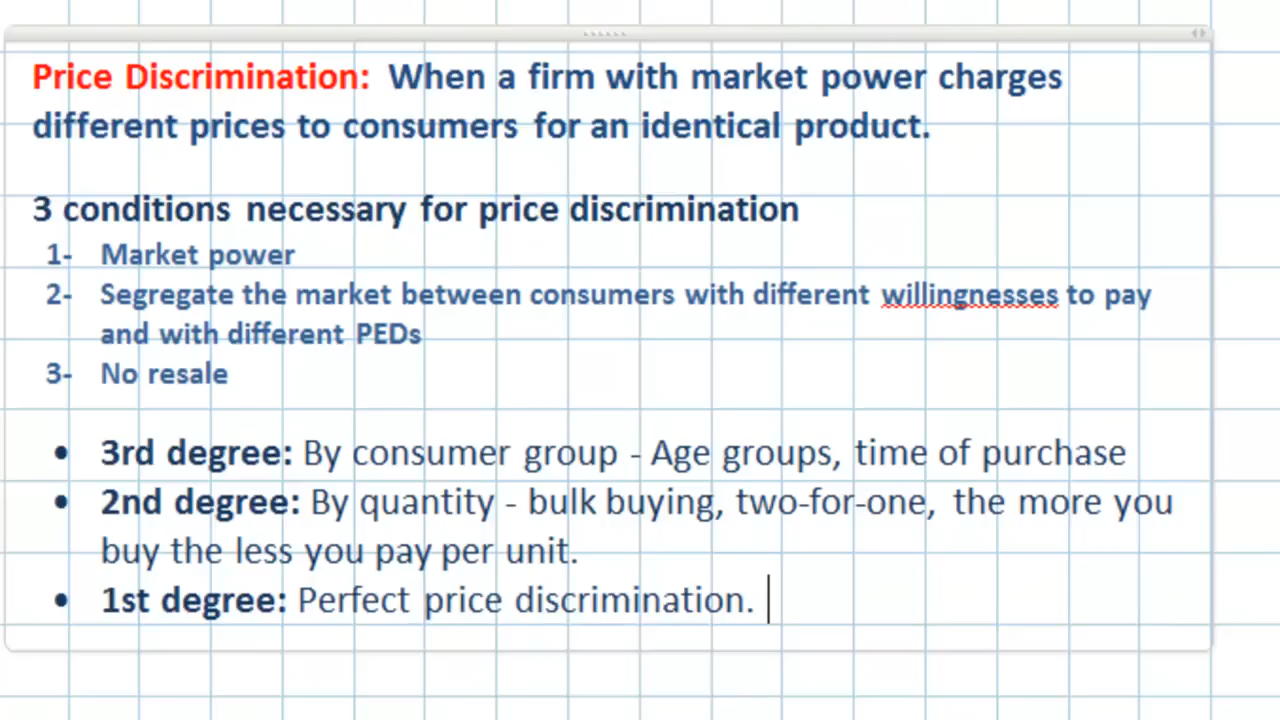 Price Discrimination: When a firm with market power charges
different prices to consumers for an identical product.
3 conditions necessary for price discrimination
1- Market power
2- Segregate the market between consumers with different willingnesses to pay
and with different PEDs
3- No resale
• 3rd degree: By consumer group - Age groups, time of purchase
• 2nd degree: By quantity - bulk buying, two-for-one, the more you
buy the less you pay per unit.
• 1st degree: Perfect price discrimination.